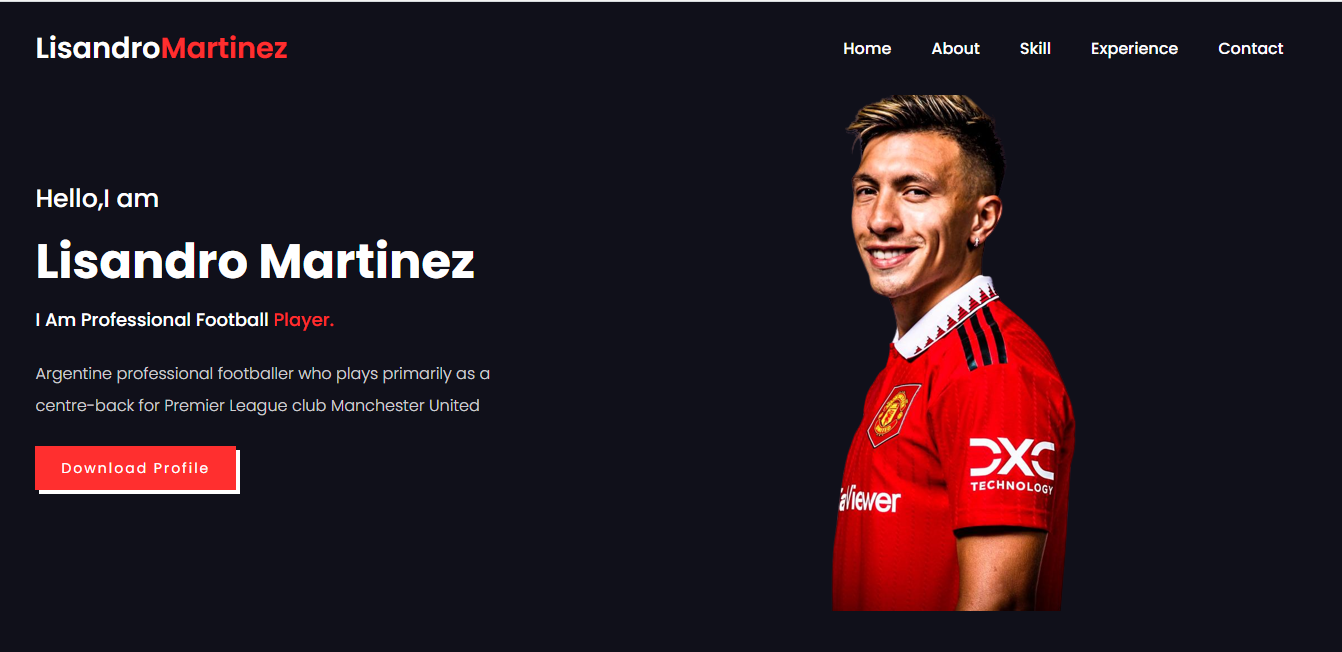 LisandroMartinez
Home About Skill Experience Contact
Hello,I am
Lisandro Martinez
I Am Professional Football Player.
Argentine professional footballer who plays primarily as a
centre-back for Premier League club Manchester United
Download Profile
DXC
TECHNOLOGY
aViewer